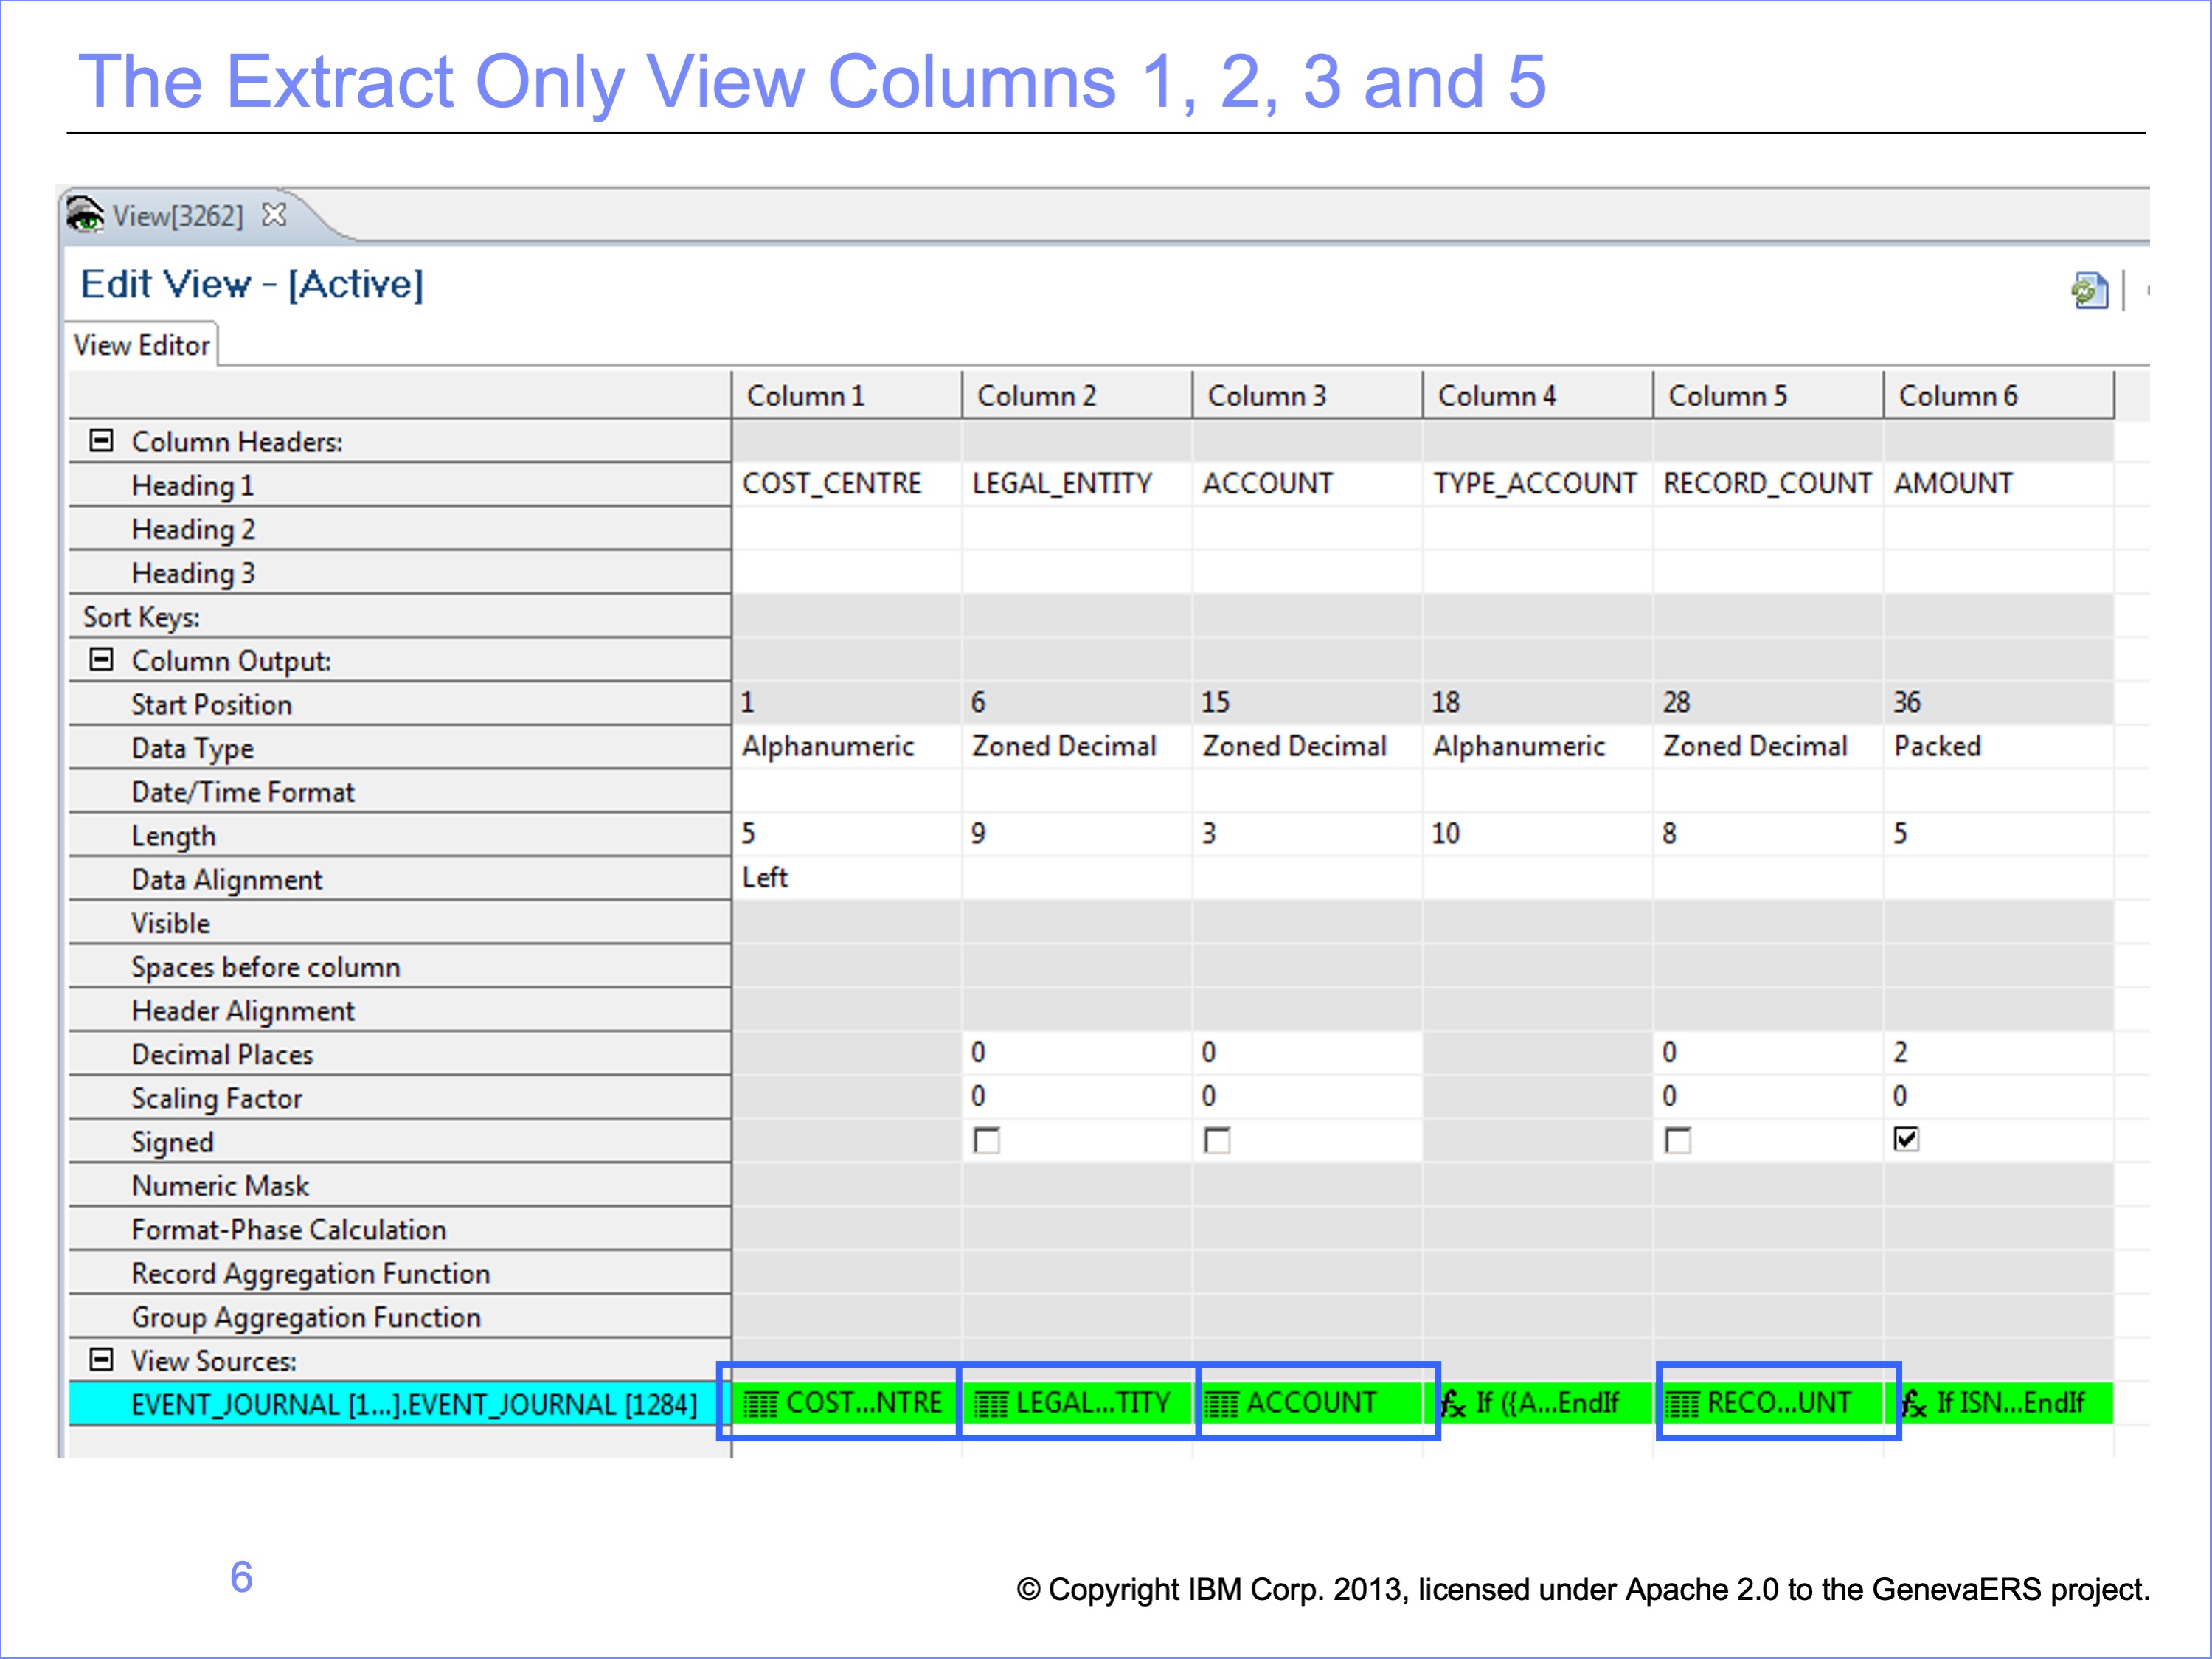 The Extract Only View Columns 1, 2, 3 and 5
View[3262]
Edit View - [Active]
View Editor
Column 1 Column 2 Column 3 Column 4 Column 5 Column 6
Column Headers:
Heading 1 COST_CENTRE LEGAL_ENTITY ACCOUNT TYPE_ACCOUNT RECORD_COUNT AMOUNT
Heading 2
Heading 3
Sort Keys:
Column Output:
Start Position 1 6 15 18 28 36
Data Type Alphanumeric Zoned Decimal Zoned Decimal Alphanumeric Zoned Decimal Packed
Date/Time Format
Length 5 9 3 10 8 5
Data Alignment Left
Visible
Spaces before column
Header Alignment
Decimal Places 0 0 0 2
Scaling Factor 0 0 0 0
Signed
Numeric Mask
Format-Phase Calculation
Record Aggregation Function
Group Aggregation Function
View Sources:
EVENT_JOURNAL [1...].EVENT_JOURNAL [1284] COST...NTRE LEGAL...TITY ACCOUNT fx If ({A...EndIf RECO...UNT fx If ISN...EndIf
6
© Copyright IBM Corp. 2013, licensed under Apache 2.0 to the GenevaERS project.